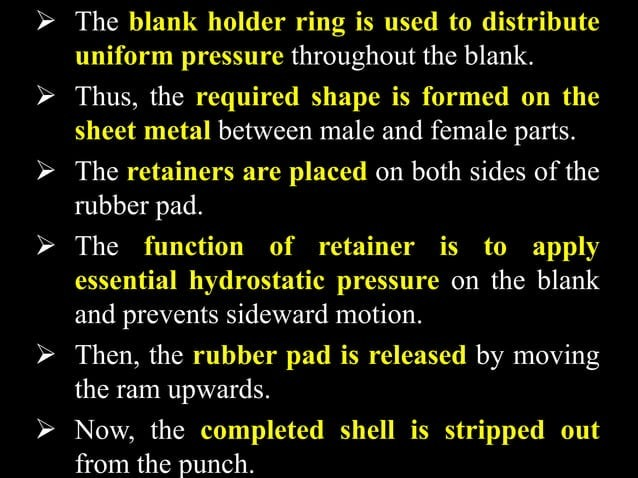 ➢ The blank holder ring is used to distribute
uniform pressure throughout the blank.
➢ Thus, the required shape is formed on the
sheet metal between male and female parts.
➢ The retainers are placed on both sides of the
rubber pad.
➢ The function of retainer is to apply
essential hydrostatic pressure on the blank
and prevents sideward motion.
➢ Then, the rubber pad is released by moving
the ram upwards.
➢ Now, the completed shell is stripped out
from the punch.